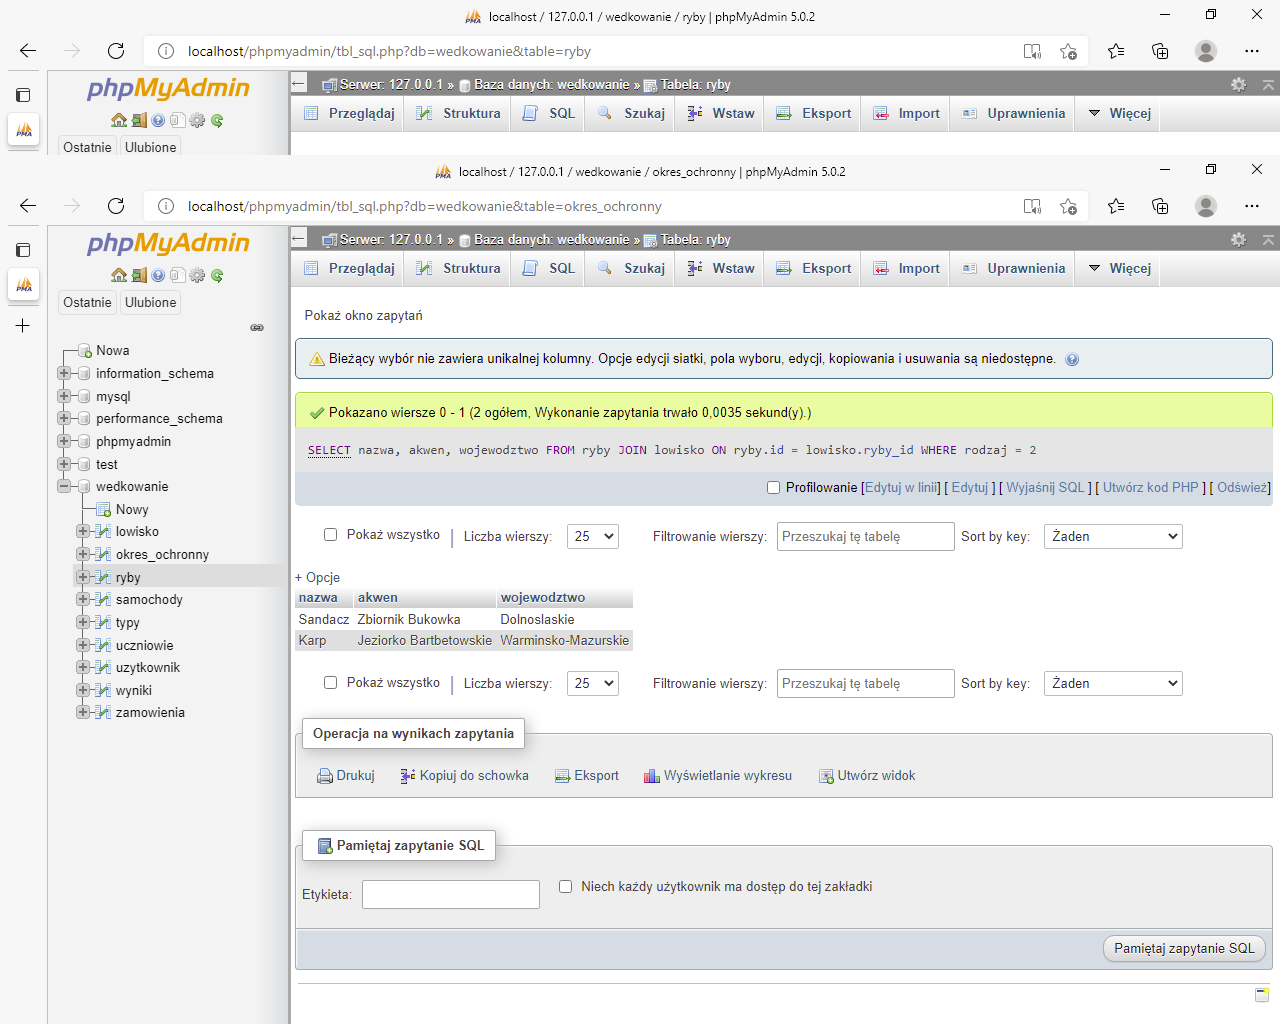 localhost / 127.0.0.1 / wedkowanie / ryby | phpMyAdmin 5.0.2
localhost/phpmyadmin/tbl_sql.php?db=wedkowanie&table=ryby
phpMyAdmin
Serwer: 127.0.0.1 » Baza danych: wedkowanie » Tabela: ryby
Przeglądaj Struktura SQL Szukaj Wstaw Eksport Import Uprawnienia Więcej
PMA
Ostatnie Ulubione
localhost / 127.0.0.1 / wedkowanie / okres_ochronny | phpMyAdmin 5.0.2
localhost/phpmyadmin/tbl_sql.php?db=wedkowanie&table=okres_ochronny
phpMyAdmin
Serwer: 127.0.0.1 » Baza danych: wedkowanie » Tabela: ryby
Przeglądaj Struktura SQL Szukaj Wstaw Eksport Import Uprawnienia Więcej
PMA
Ostatnie Ulubione
Nowa
information_schema
mysql
performance_schema
phpmyadmin
test
wedkowanie
Nowy
lowisko
okres_ochronny
ryby
samochody
typy
uczniowie
uzytkownik
wyniki
zamowienia
Pokaż okno zapytań
Bieżący wybór nie zawiera unikalnej kolumny. Opcje edycji siatki, pola wyboru, edycji, kopiowania i usuwania są niedostępne.
Pokazano wiersze 0 - 1 (2 ogółem, Wykonanie zapytania trwało 0,0035 sekund(y).)
SELECT nazwa, akwen, wojewodztwo FROM ryby JOIN lowisko ON ryby.id = lowisko.ryby_id WHERE rodzaj = 2
Profilowanie [Edytuj w linii] [ Edytuj ] [ Wyjaśnij SQL ] [ Utwórz kod PHP ] [ Odśwież]
Pokaż wszystko | Liczba wierszy: 25 Filtrowanie wierszy: Przeszukaj tę tabelę Sort by key: Żaden
+ Opcje
nazwa akwen wojewodztwo
Sandacz Zbiornik Bukowka Dolnoslaskie
Karp Jeziorko Bartbetowskie Warminsko-Mazurskie
Pokaż wszystko | Liczba wierszy: 25 Filtrowanie wierszy: Przeszukaj tę tabelę Sort by key: Żaden
Operacja na wynikach zapytania
Drukuj Kopiuj do schowka Eksport Wyświetlanie wykresu Utwórz widok
Pamiętaj zapytanie SQL
Etykieta: Niech każdy użytkownik ma dostęp do tej zakładki
Pamiętaj zapytanie SQL